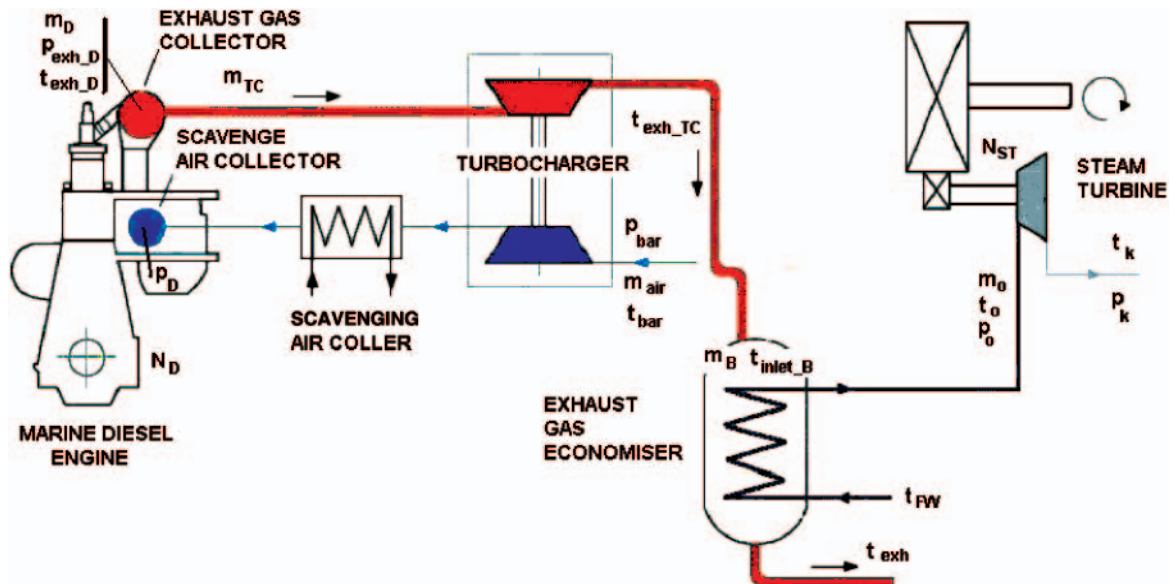 m_D
p_exh_D
t_exh_D
EXHAUST GAS
COLLECTOR
m_TC
SCAVENGE
AIR COLLECTOR
TURBOCHARGER
t_exh_TC
N_ST
STEAM
TURBINE
p_D
p_bar
m_air
t_bar
t_k
p_k
m_o
t_o
p_o
SCAVENGING
AIR COLLER
N_D
MARINE DIESEL
ENGINE
m_B t_inlet_B
EXHAUST
GAS
ECONOMISER
t_FW
t_exh